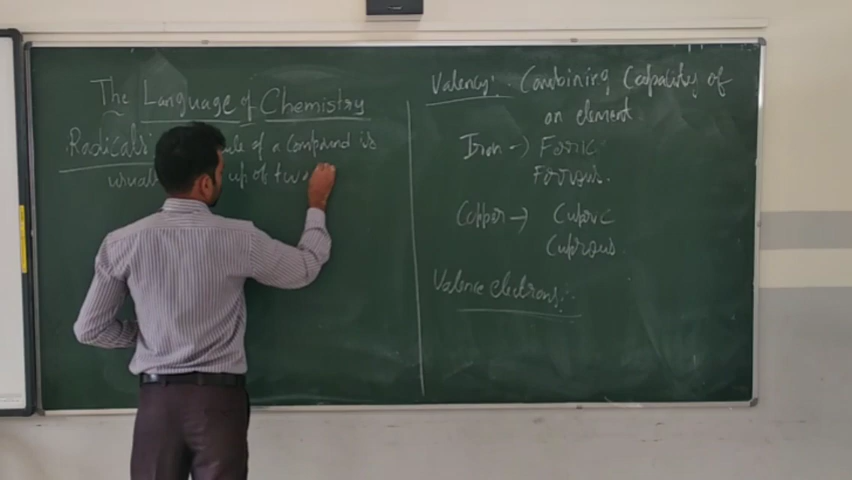 The Language of Chemistry
Radicals of a Compound is
up of two
Valency: Combining Capacity of
an element
Iron → Ferric
Ferrous.
Copper → Cupric
Cuprous
Valence electrons: